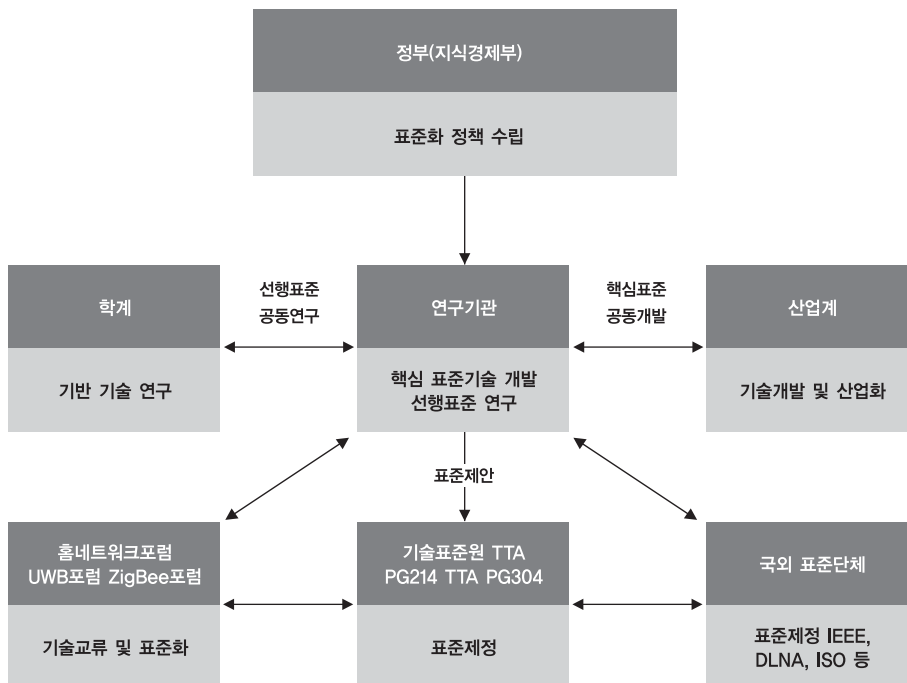 정부(지식경제부)
표준화 정책 수립
학계
기반 기술 연구
선행표준
공동연구
연구기관
핵심 표준기술 개발
선행표준 연구
핵심표준
공동개발
산업계
기술개발 및 산업화
표준제안
홈네트워크포럼
UWB포럼 ZigBee포럼
기술교류 및 표준화
기술표준원 TTA
PG214 TTA PG304
표준제정
국외 표준단체
표준제정 IEEE,
DLNA, ISO 등